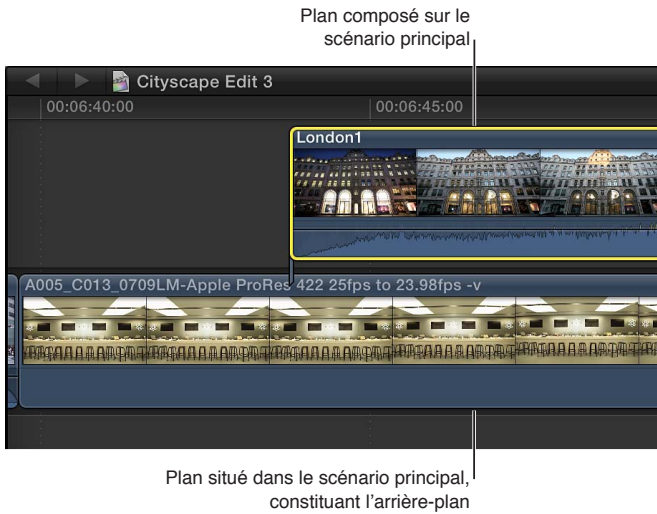 Plan composé sur le
scénario principal
Cityscape Edit 3
00:06:40:00
00:06:45:00
London1
A005_C013_0709LM-Apple ProRes 422 25fps to 23.98fps -v
Plan situé dans le scénario principal,
constituant l'arrière-plan